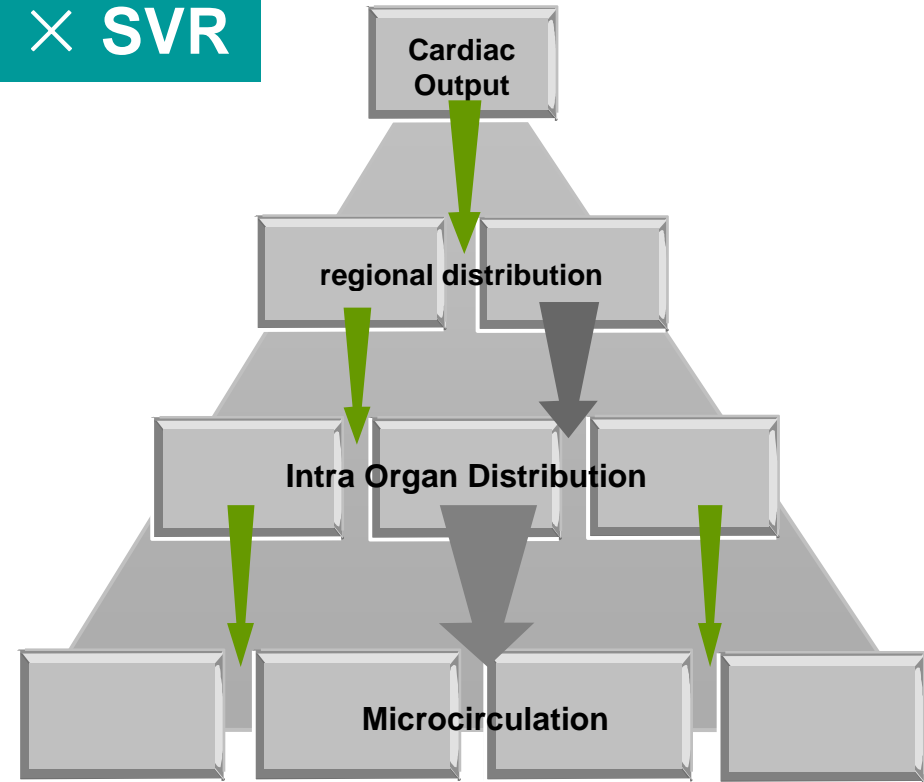 × SVR
Cardiac
Output
regional distribution
Intra Organ Distribution
Microcirculation